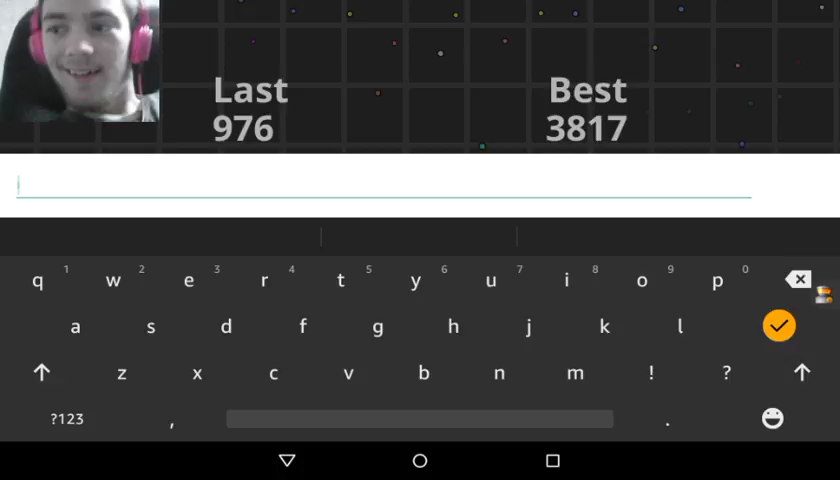 Last Best
976 3817
q 1 w 2 e 3 r 4 t 5 y 6 u 7 i 8 o 9 p 0
a s d f g h j k l
z x c v b n m ! ?
?123 , .